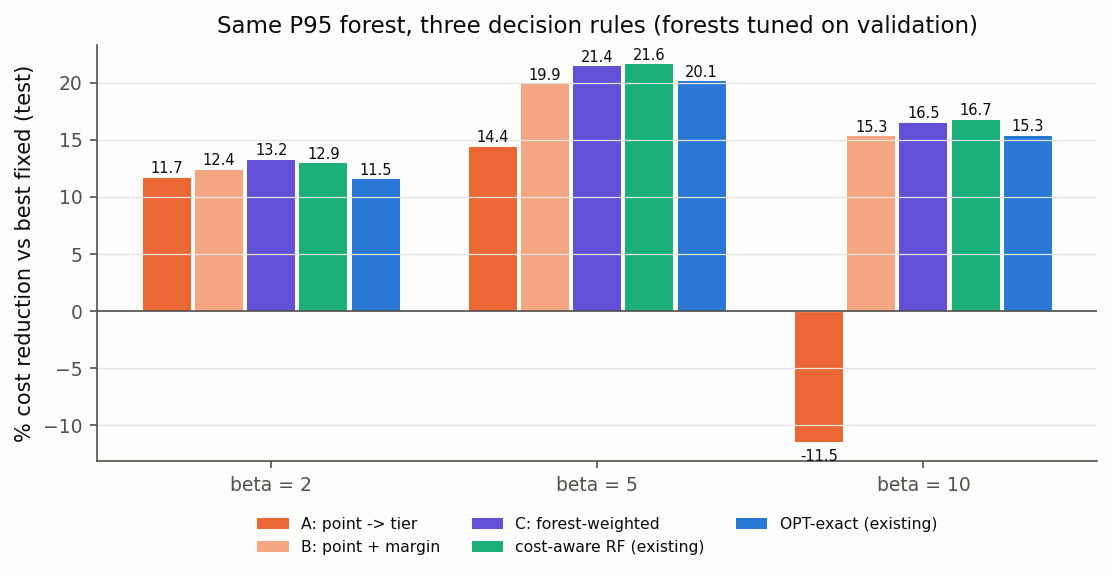 Same P95 forest, three decision rules (forests tuned on validation)
% cost reduction vs best fixed (test)
20
15
10
5
0
−5
−10
11.7
12.4
13.2
12.9
11.5
14.4
19.9
21.4
21.6
20.1
-11.5
15.3
16.5
16.7
15.3
beta = 2
beta = 5
beta = 10
A: point -> tier
B: point + margin
C: forest-weighted
cost-aware RF (existing)
OPT-exact (existing)